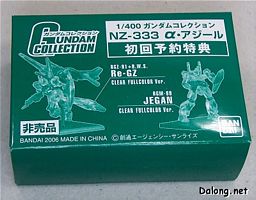 ガンダムコレクション
GUNDAM
COLLECTION
1/400 ガンダムコレクション
NZ-333 α・アジール
初回予約特典
RGZ-91+B.W.S.
Re-GZ
CLEAR FULLCOLOR Ver.
RGM-89
JEGAN
CLEAR FULLCOLOR Ver.
非売品
BANDAI 2006 MADE IN CHINA
©創通エージェンシー・サンライズ
BANDAI
Dalong.net